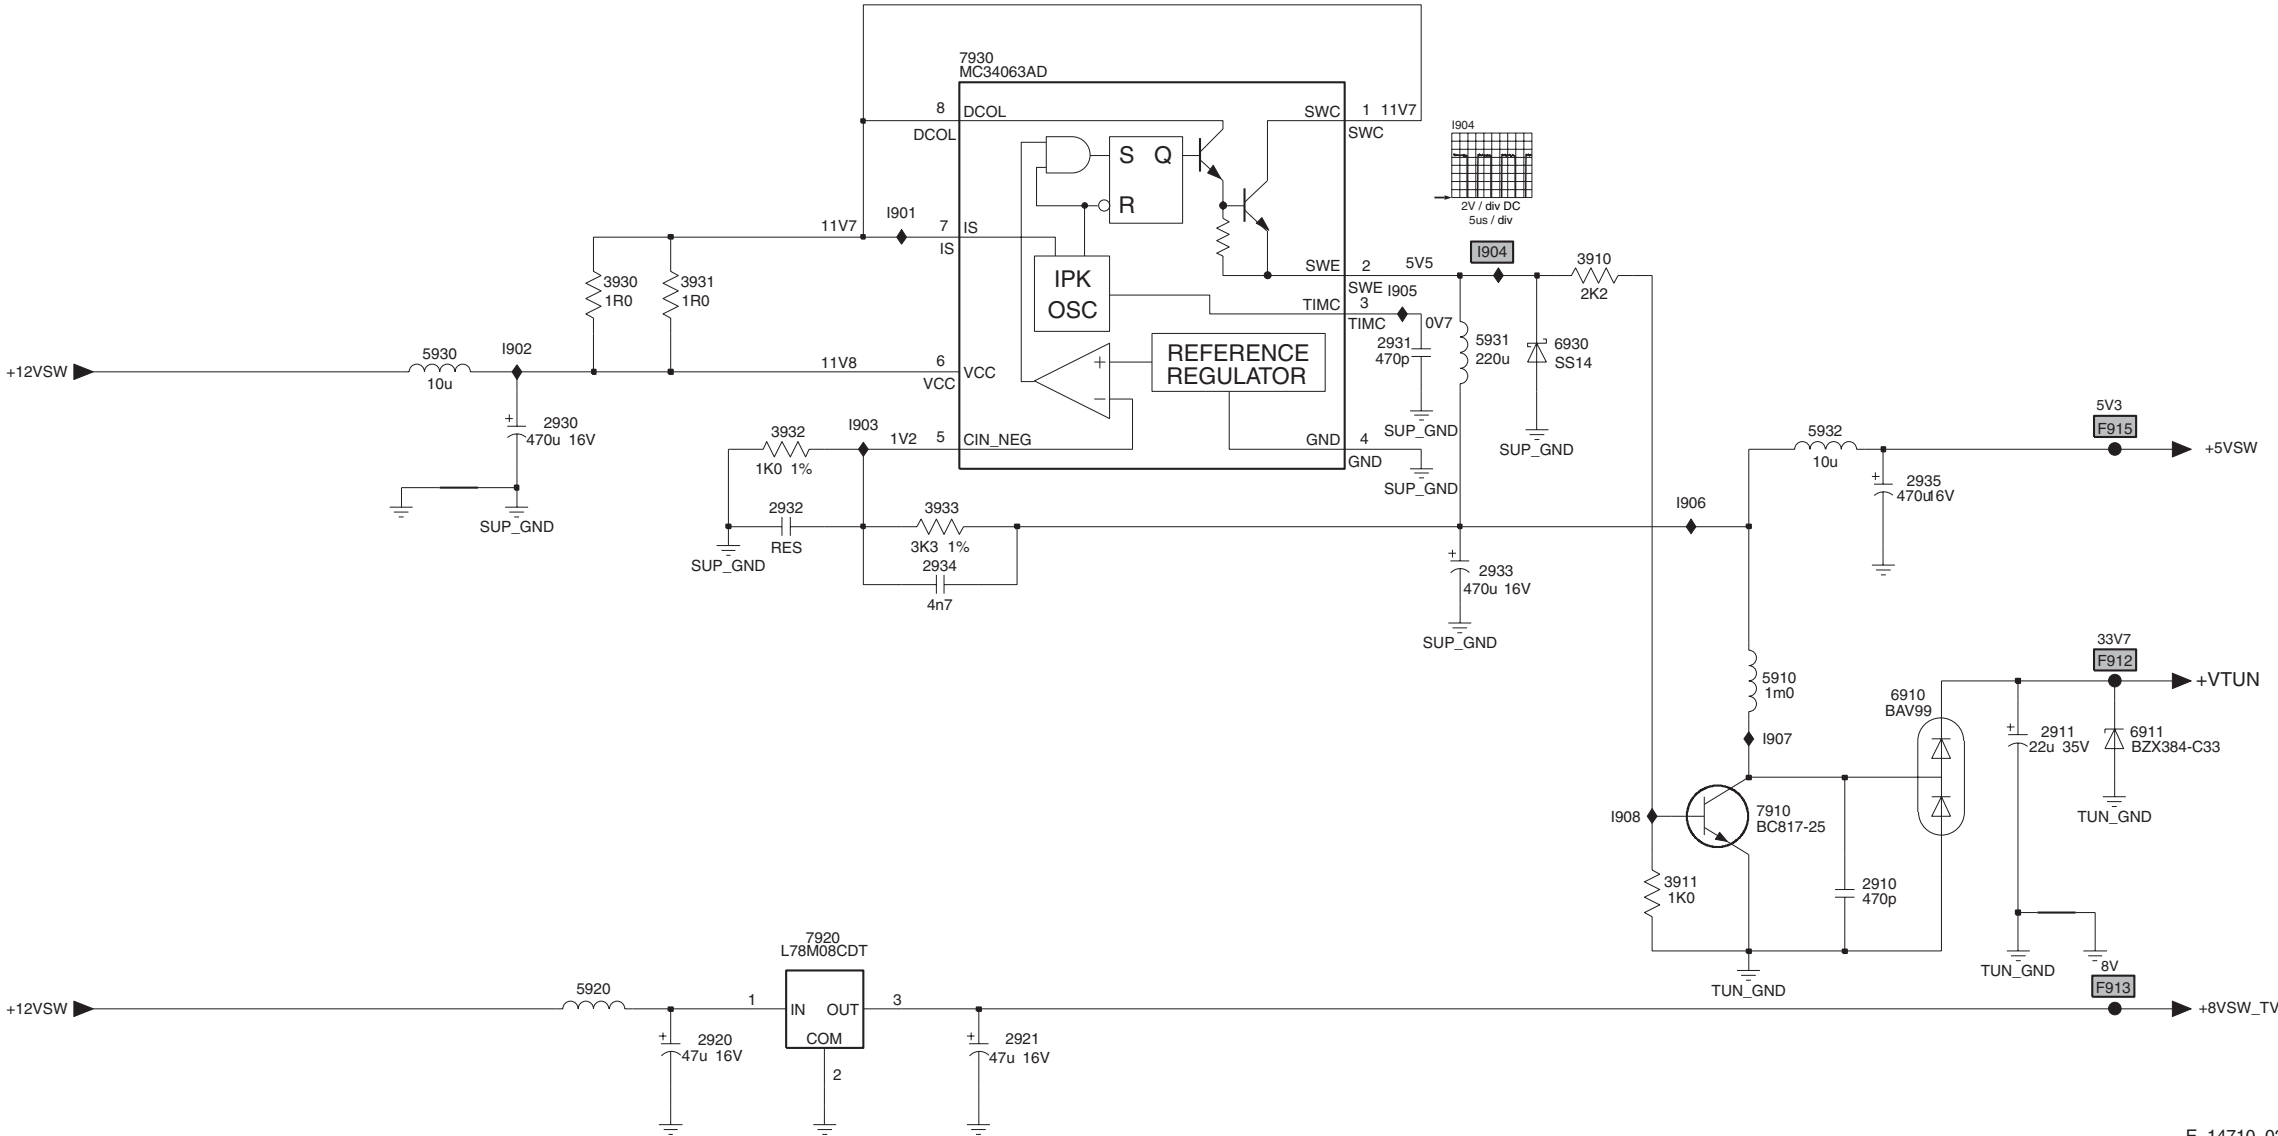 7930
MC34063AD
8 DCOL
DCOL
SWC 1 11V7
SWC
S Q
R
I904
2V / div DC
5us / div
11V7 I901 7 IS
IS
IPK
OSC
SWE 2 5V5 I904 3910
SWE 2K2
TIMC 3 I905
TIMC 0V7
3930
1R0
3931
1R0
2931
470p
5931
220u
6930
SS14
REFERENCE
REGULATOR
+
−
+12VSW 5930 I902 11V8 6 VCC
10u VCC
+ 2930
470u 16V
SUP_GND
SUP_GND
SUP_GND
3932 I903 1V2 5 CIN_NEG
1K0 1%
GND 4
GND
SUP_GND
5V3
F915
5932 +5VSW
10u
+ 2935
470u16V
2932 3933 I906
RES 3K3 1%
SUP_GND
2934
4n7
+ 2933
470u 16V
SUP_GND
33V7
F912
+VTUN
5910
1m0
6910
BAV99
I907
+ 2911
22u 35V
6911
BZX384-C33
TUN_GND
I908 7910
BC817-25
3911
1K0
2910
470p
TUN_GND
TUN_GND
8V
F913
7920
L78M08CDT
+12VSW 5920 1 IN OUT 3 +8VSW_TV
COM
2
+ 2920
47u 16V
+ 2921
47u 16V